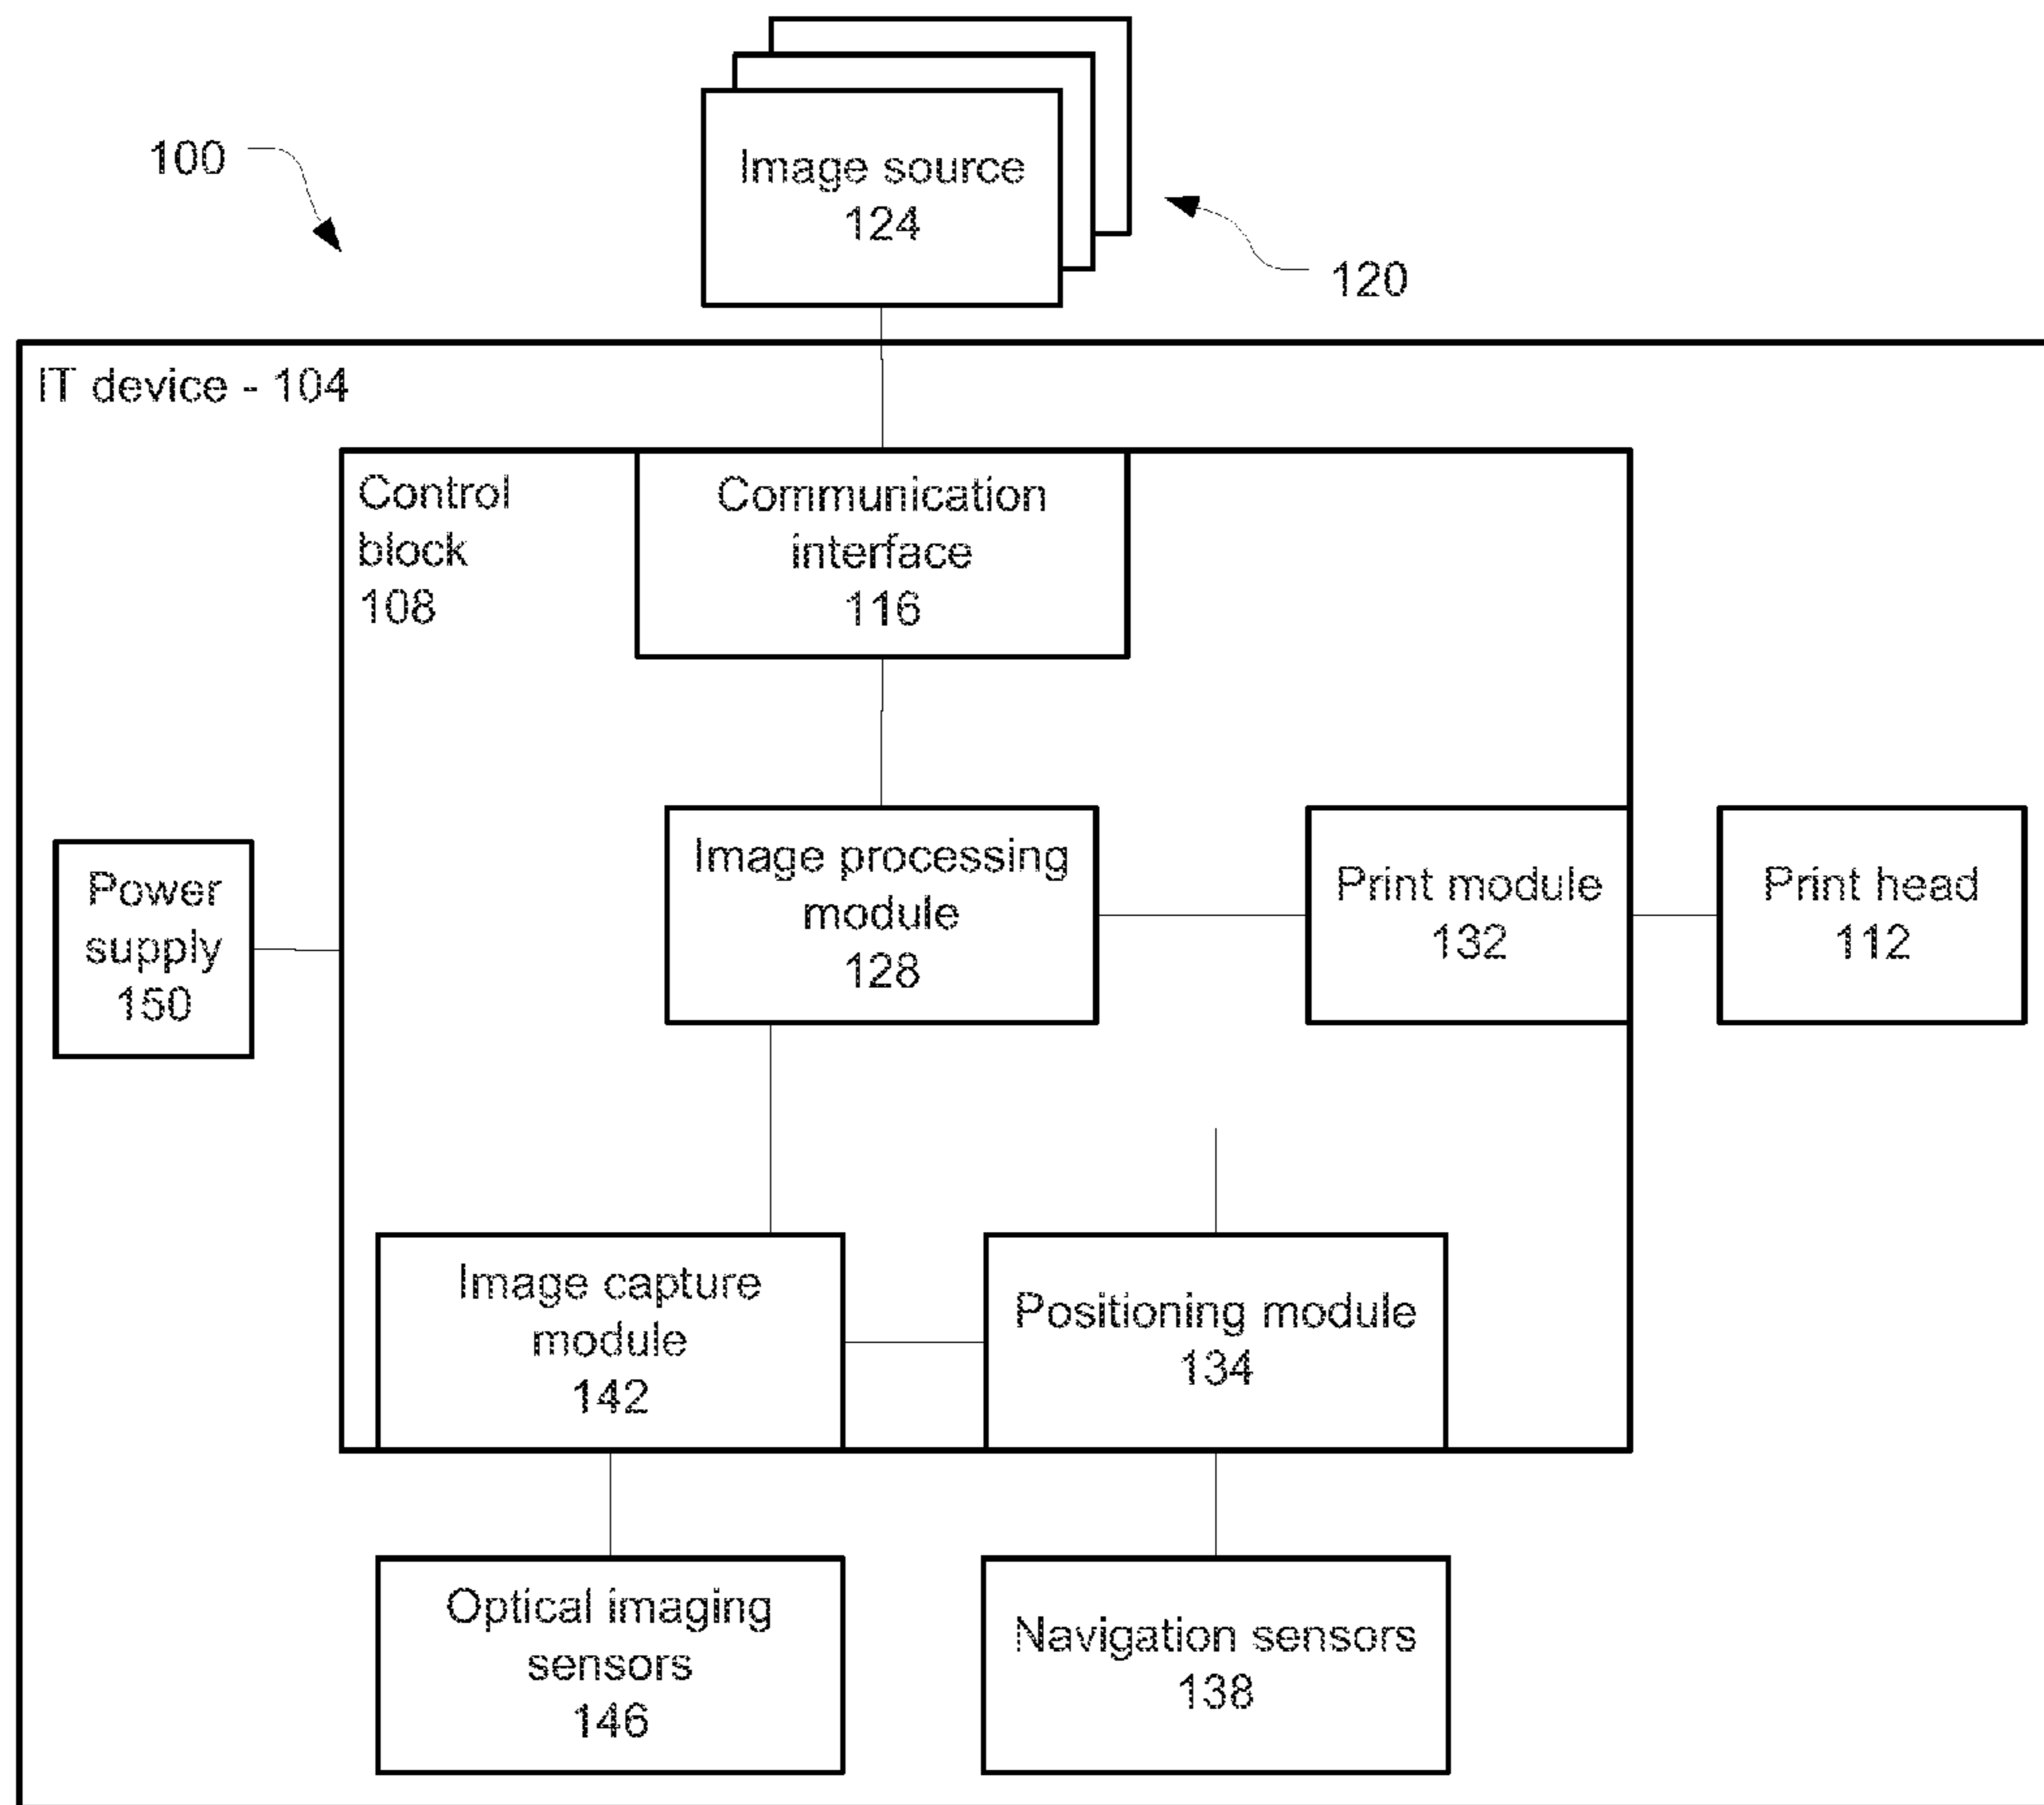 Image source
124
100
120
IT device - 104
Control
block
108
Communication
interface
116
Power
supply
150
Image processing
module
128
Print module
132
Print head
112
Image capture
module
142
Positioning module
134
Optical imaging
sensors
146
Navigation sensors
138